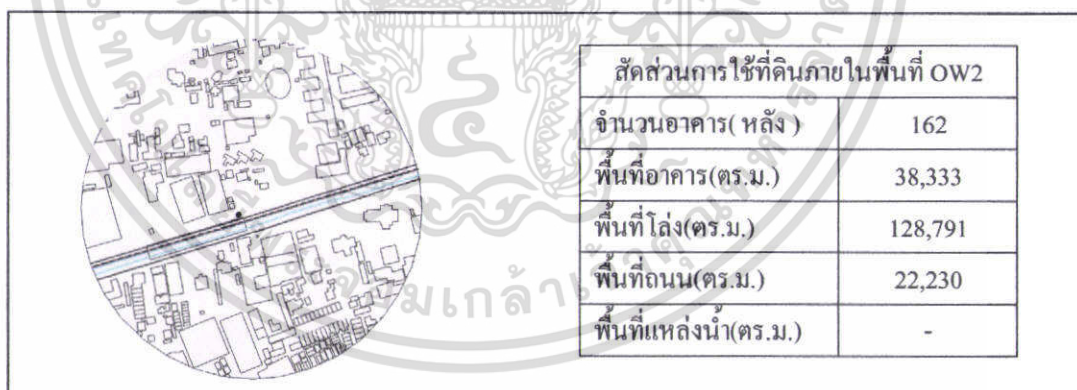 สัดส่วนการใช้ที่ดินภายในพื้นที่ OW2
จำนวนอาคาร( หลัง ) 162
พื้นที่อาคาร(ตร.ม.) 38,333
พื้นที่โล่ง(ตร.ม.) 128,791
พื้นที่ถนน(ตร.ม.) 22,230
พื้นที่แหล่งน้ำ(ตร.ม.) -